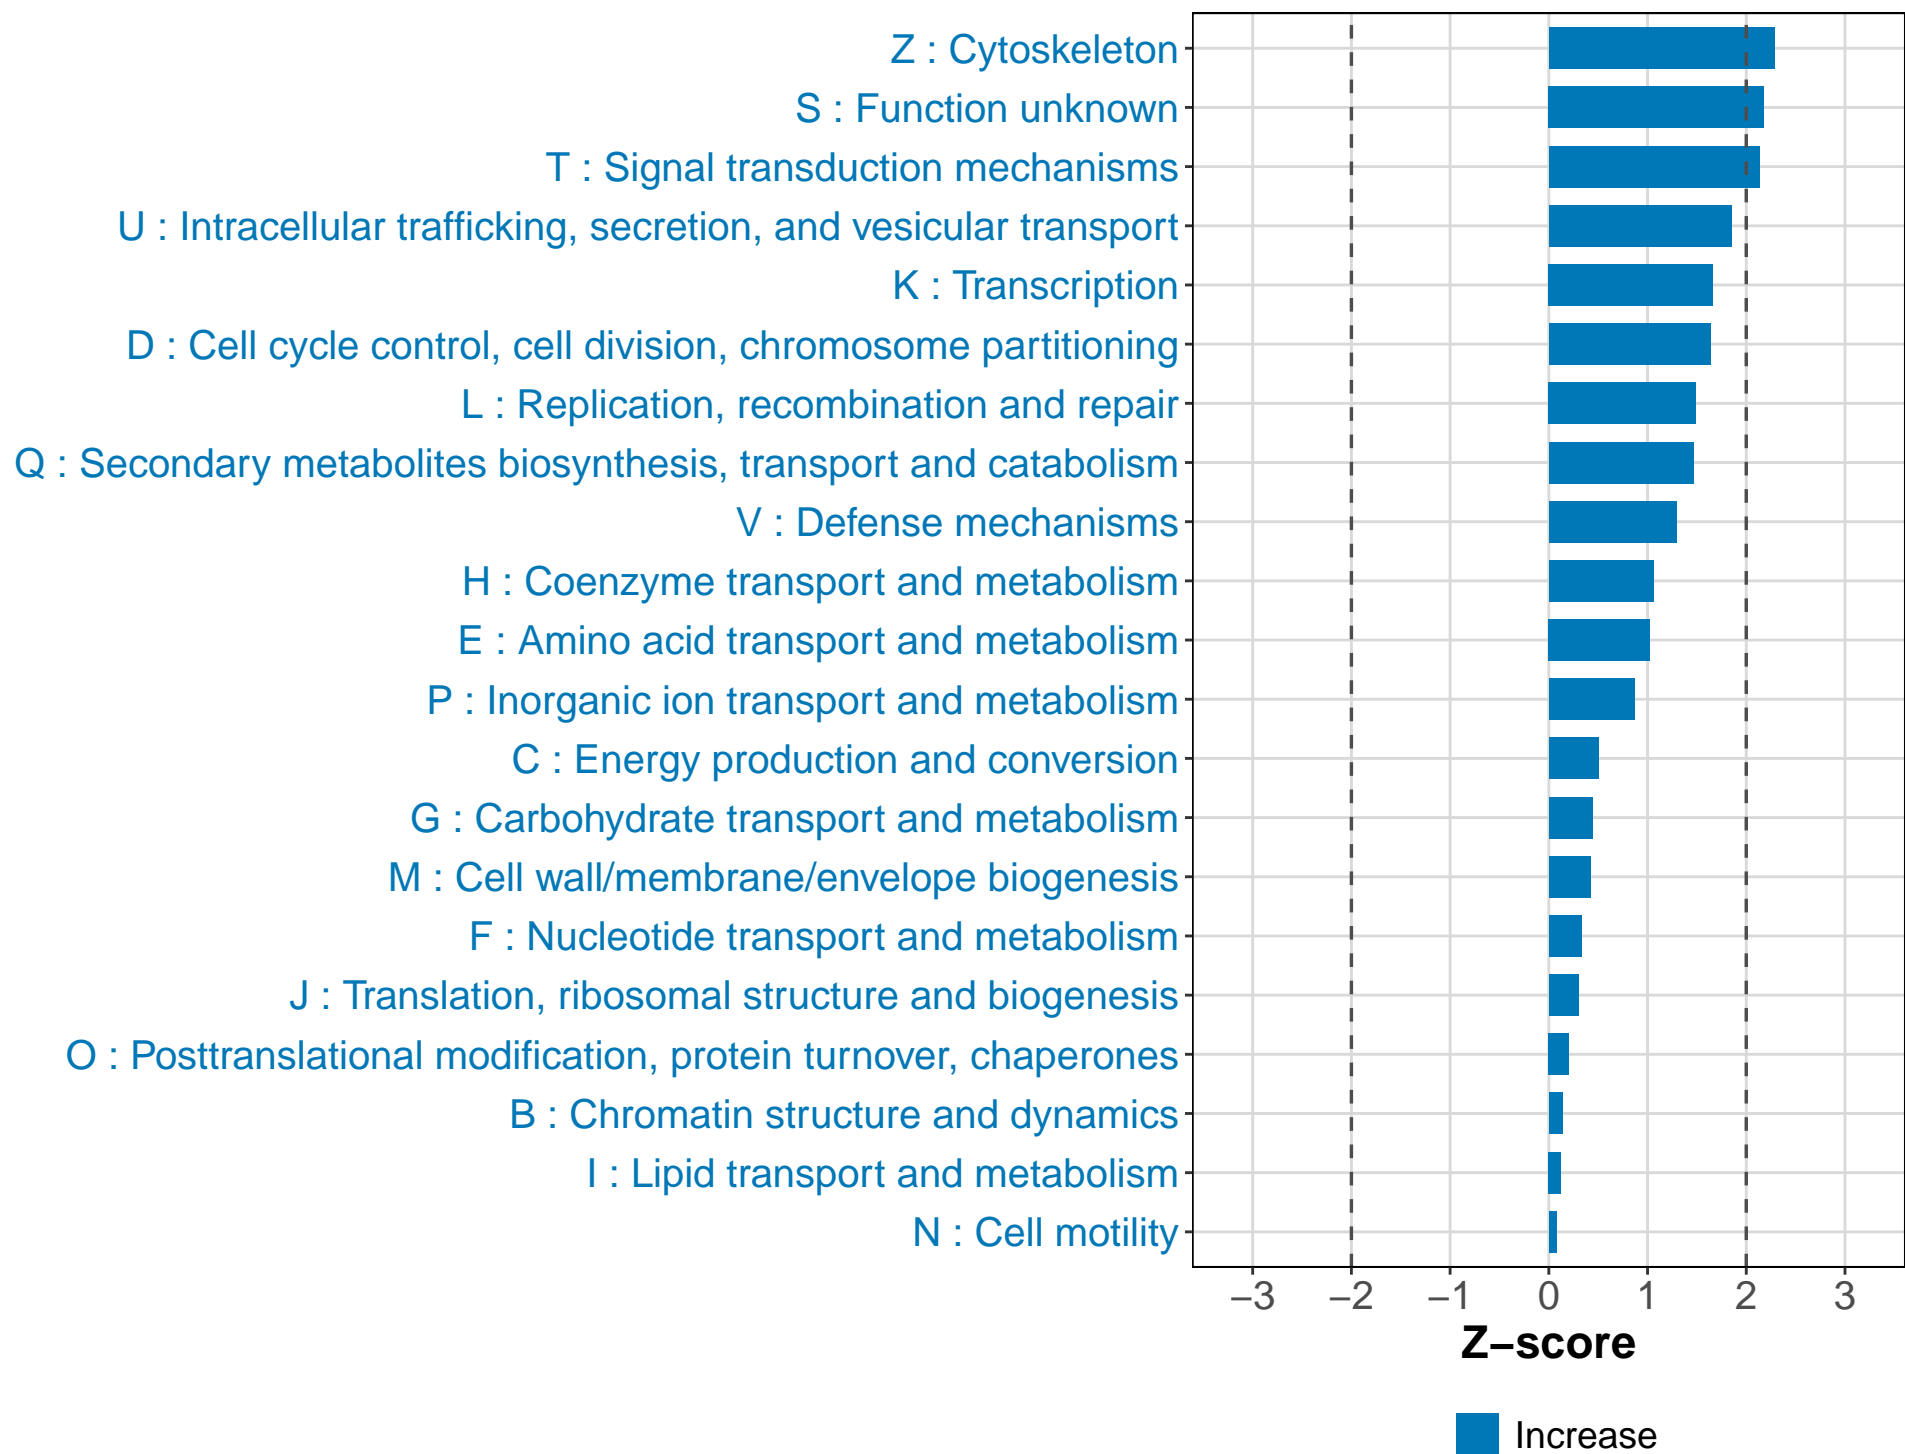 Z : Cytoskeleton
S : Function unknown
T : Signal transduction mechanisms
U : Intracellular trafficking, secretion, and vesicular transport
K : Transcription
D : Cell cycle control, cell division, chromosome partitioning
L : Replication, recombination and repair
Q : Secondary metabolites biosynthesis, transport and catabolism
V : Defense mechanisms
H : Coenzyme transport and metabolism
E : Amino acid transport and metabolism
P : Inorganic ion transport and metabolism
C : Energy production and conversion
G : Carbohydrate transport and metabolism
M : Cell wall/membrane/envelope biogenesis
F : Nucleotide transport and metabolism
J : Translation, ribosomal structure and biogenesis
O : Posttranslational modification, protein turnover, chaperones
B : Chromatin structure and dynamics
I : Lipid transport and metabolism
N : Cell motility
−3 −2 −1 0 1 2 3
Z−score
Increase